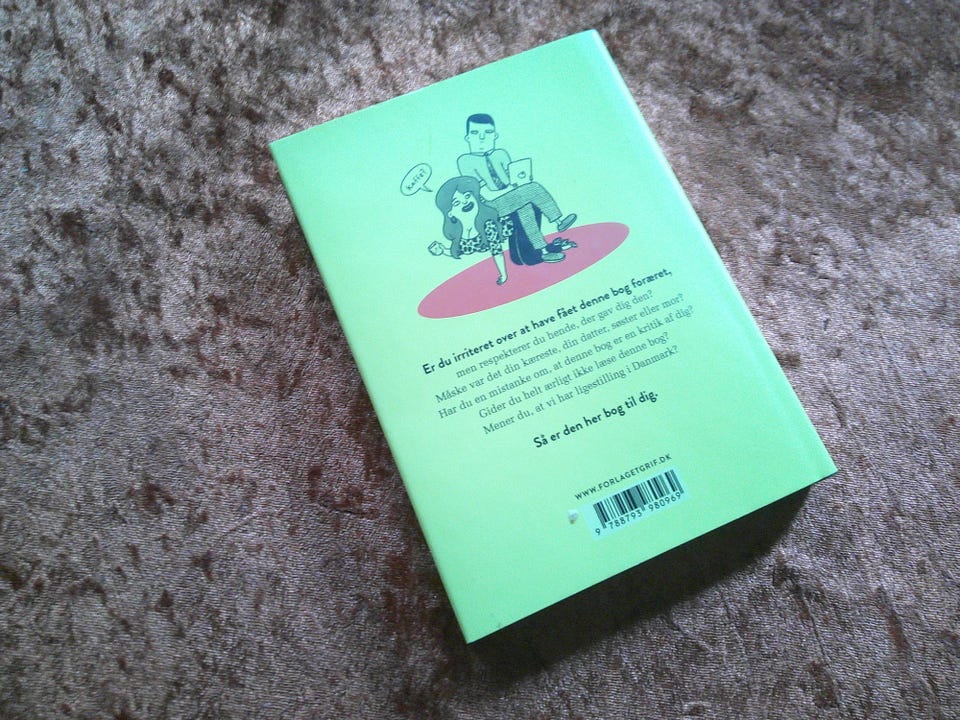 Kaffe?
Er du irriteret over at have fået denne bog foræret,
men respekterer du hende, der gav dig den?
Måske var det din kæreste, din datter, søster eller mor?
Har du en mistanke om, at denne bog er en kritik af dig?
Gider du helt ærligt ikke læse denne bog?
Mener du, at vi har ligestilling i Danmark?
Så er den her bog til dig.
WWW.FORLAGETGRIF.DK
9 788793 980969